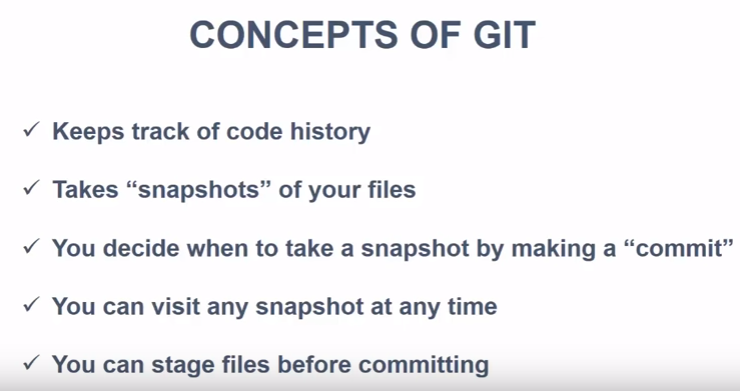 CONCEPTS OF GIT
✓ Keeps track of code history
✓ Takes “snapshots” of your files
✓ You decide when to take a snapshot by making a “commit”
✓ You can visit any snapshot at any time
✓ You can stage files before committing